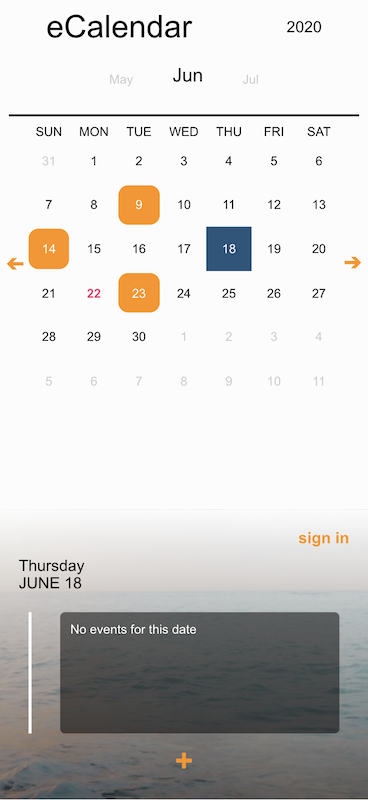 eCalendar 2020
May Jun Jul
SUN MON TUE WED THU FRI SAT
31 1 2 3 4 5 6
7 8 9 10 11 12 13
14 15 16 17 18 19 20
21 22 23 24 25 26 27
28 29 30 1 2 3 4
5 6 7 8 9 10 11
sign in
Thursday
JUNE 18
No events for this date